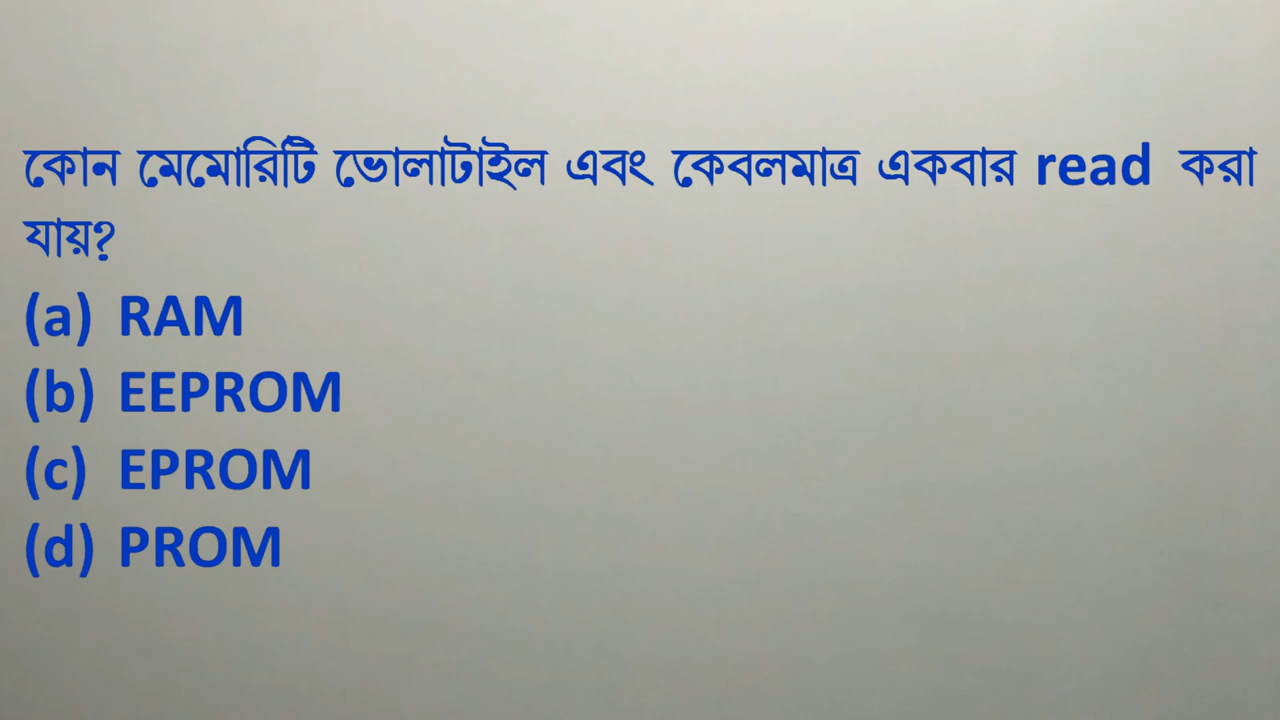 কোন মেমোরিটি ভোলাটাইল এবং কেবলমাত্র একবার read করা
যায়?
(a) RAM
(b) EEPROM
(c) EPROM
(d) PROM